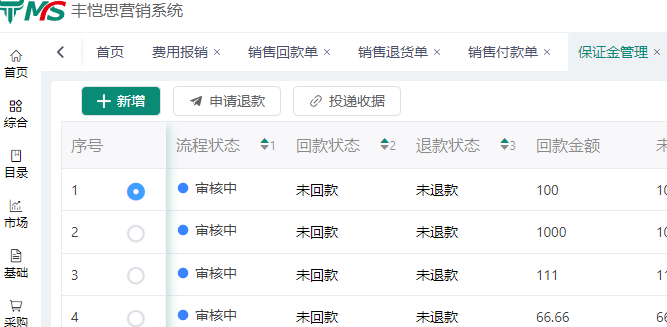 TMS 丰恺思营销系统
首页 费用报销 × 销售回款单 × 销售退货单 × 销售付款单 × 保证金管理 ×
首页
综合
目录
市场
基础
采购
新增 申请退款 投递收据
序号 流程状态 1 回款状态 2 退款状态 3 回款金额
1 审核中 未回款 未退款 100
2 审核中 未回款 未退款 1000
3 审核中 未回款 未退款 111
4 审核中 未回款 未退款 66.66